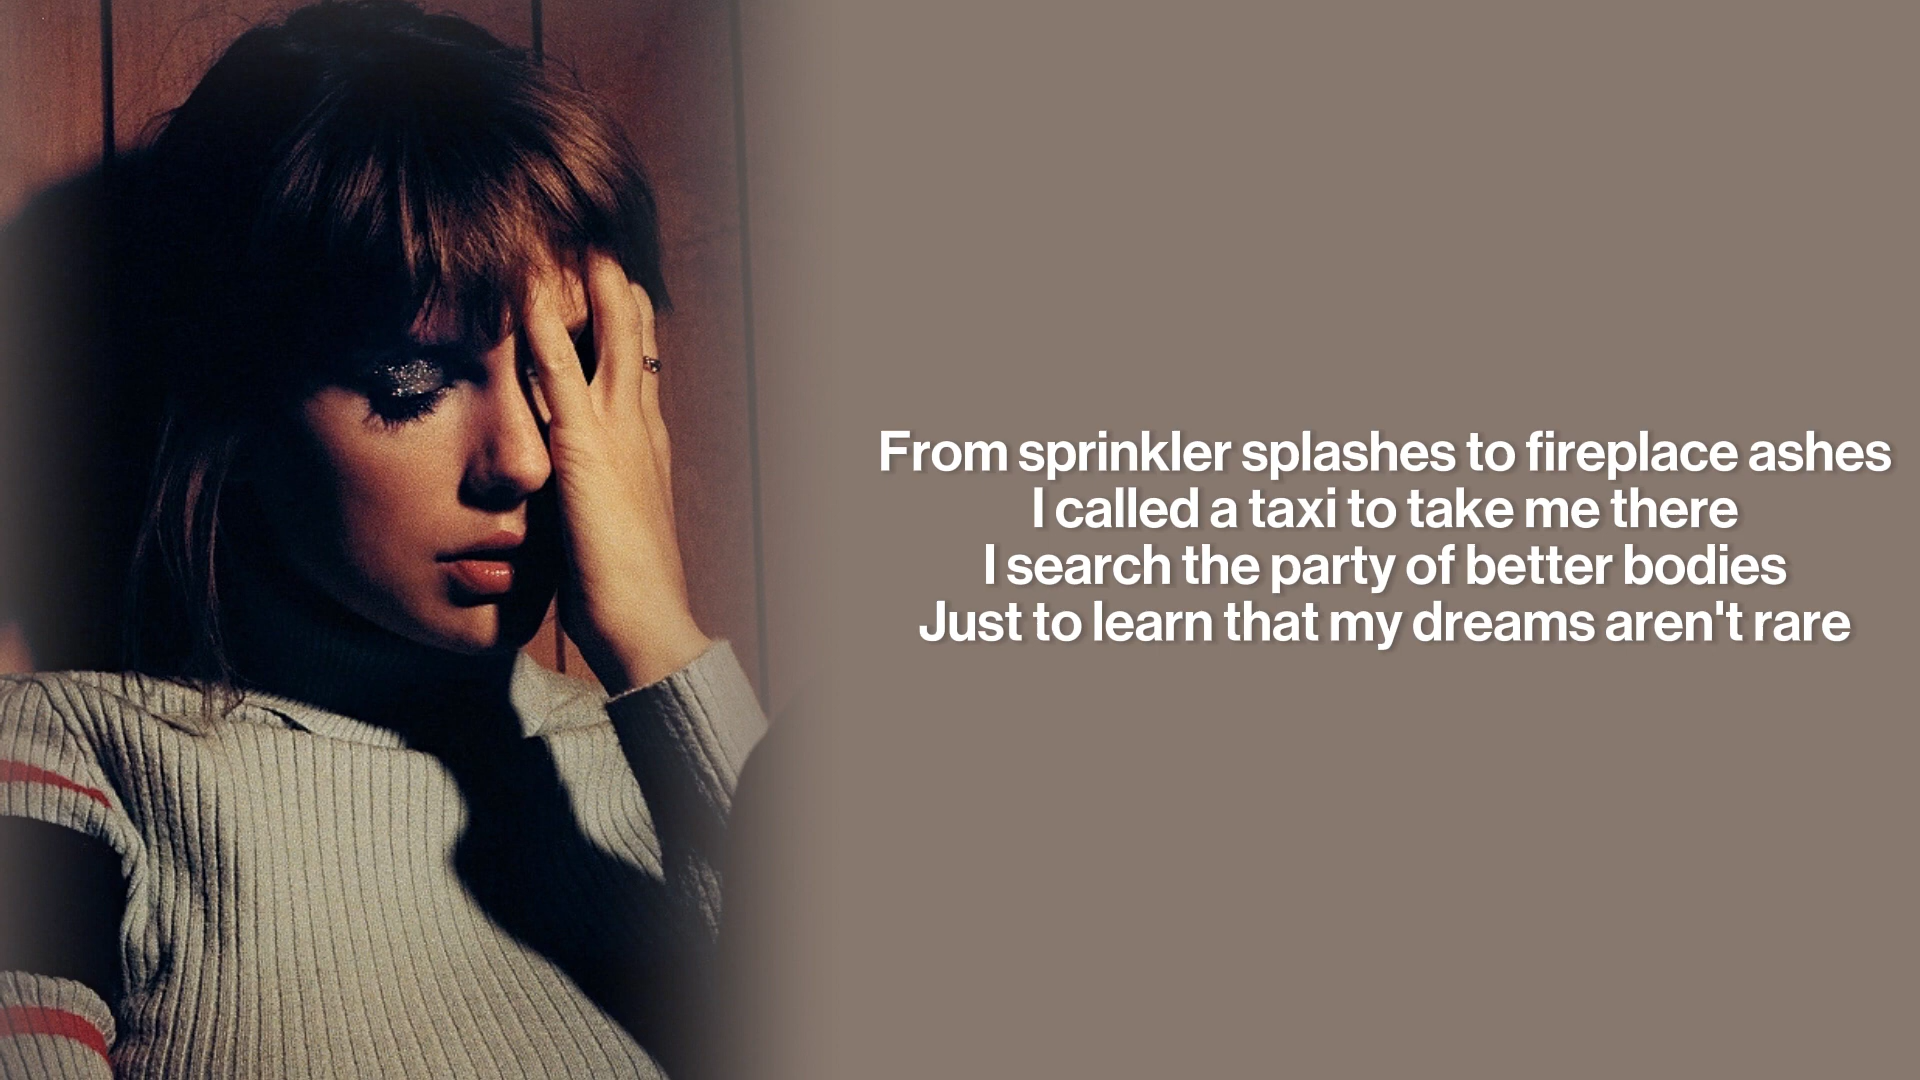 From sprinkler splashes to fireplace ashes
I called a taxi to take me there
I search the party of better bodies
Just to learn that my dreams aren't rare